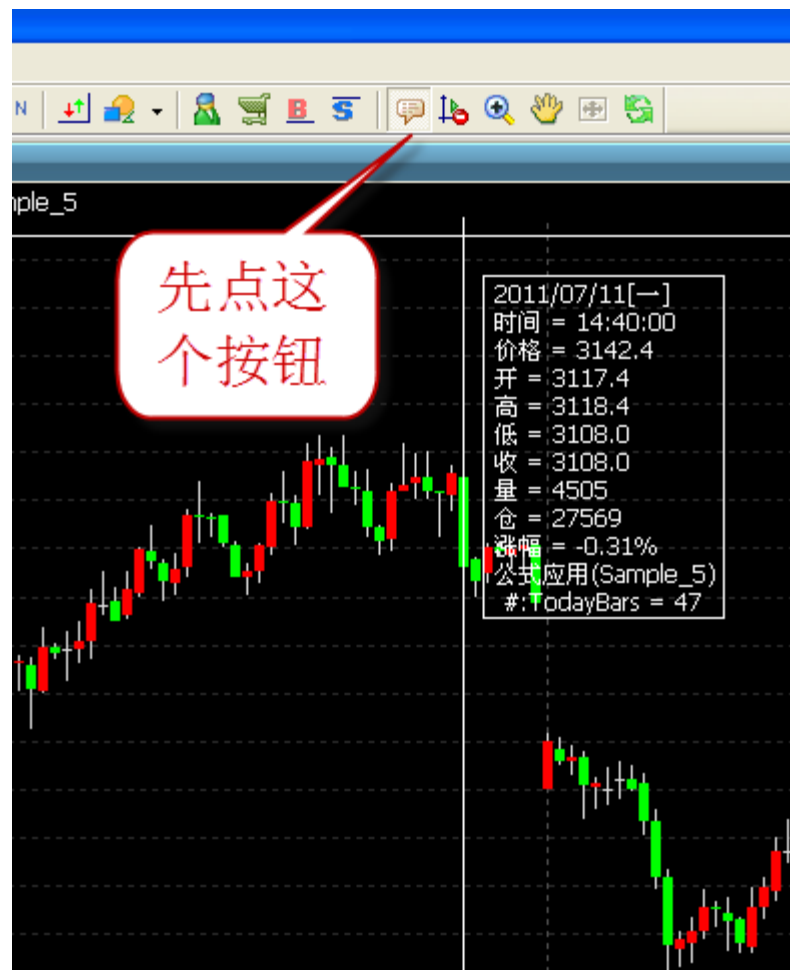 N
B S
mple_5
先点这
个按钮
2011/07/11[一]
时间 = 14:40:00
价格 = 3142.4
开 = 3117.4
高 = 3118.4
低 = 3108.0
收 = 3108.0
量 = 4505
仓 = 27569
涨幅 = -0.31%
公式应用(Sample_5)
#:TodayBars = 47